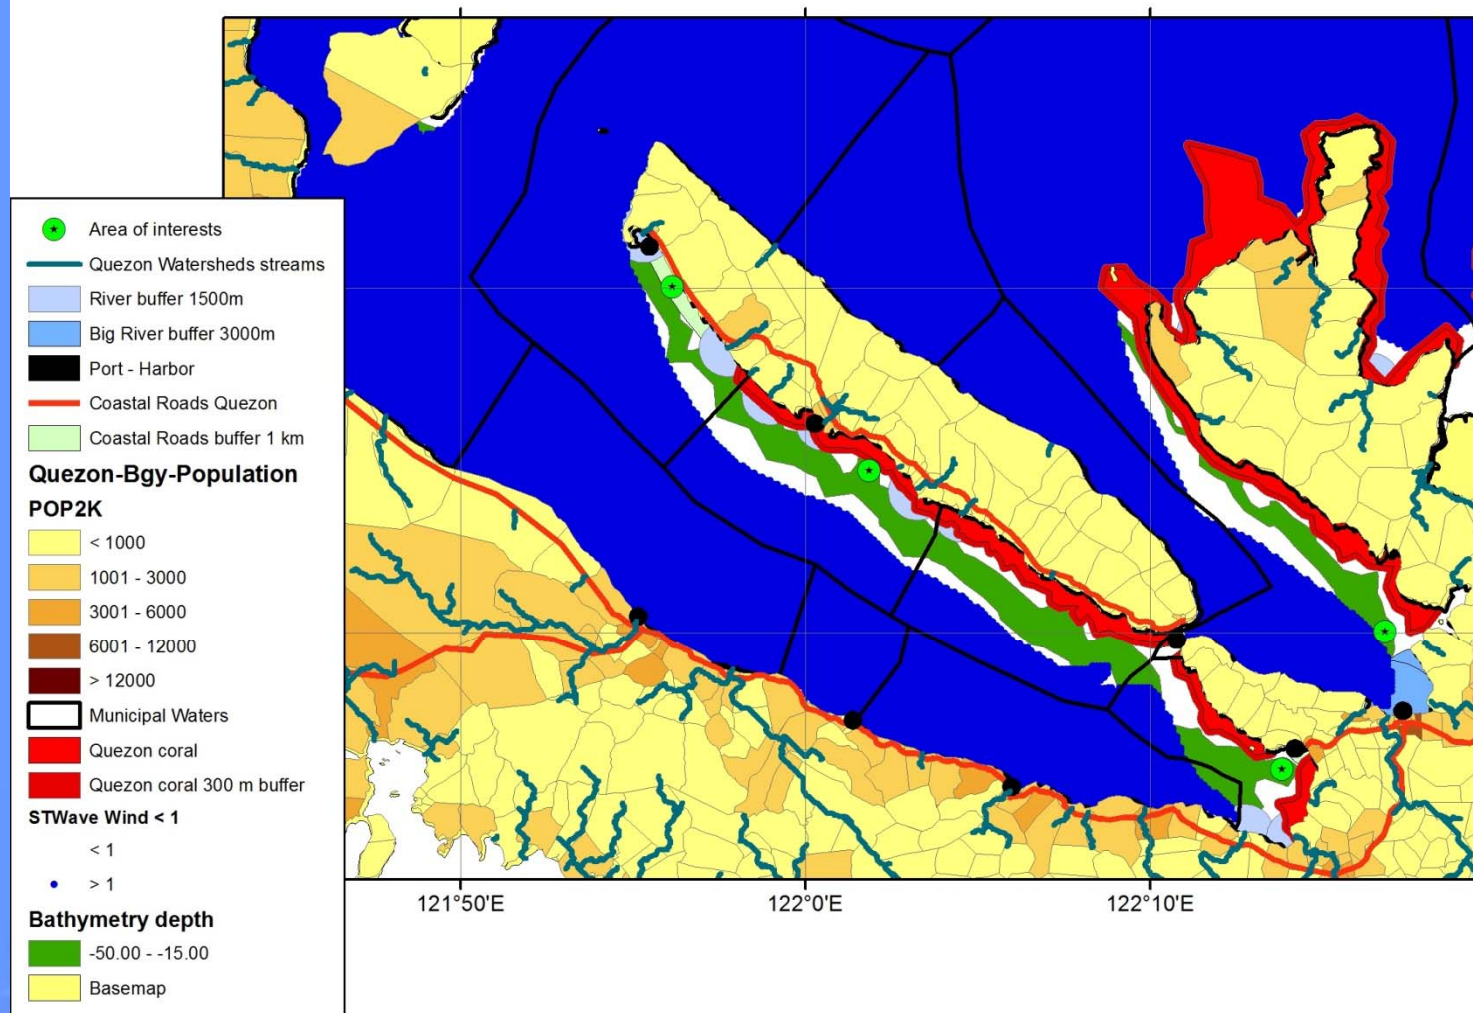 Area of interests
Quezon Watersheds streams
River buffer 1500m
Big River buffer 3000m
Port - Harbor
Coastal Roads Quezon
Coastal Roads buffer 1 km
Quezon-Bgy-Population
POP2K
< 1000
1001 - 3000
3001 - 6000
6001 - 12000
> 12000
Municipal Waters
Quezon coral
Quezon coral 300 m buffer
STWave Wind < 1
< 1
> 1
Bathymetry depth
-50.00 - -15.00
Basemap
121°50'E
122°0'E
122°10'E